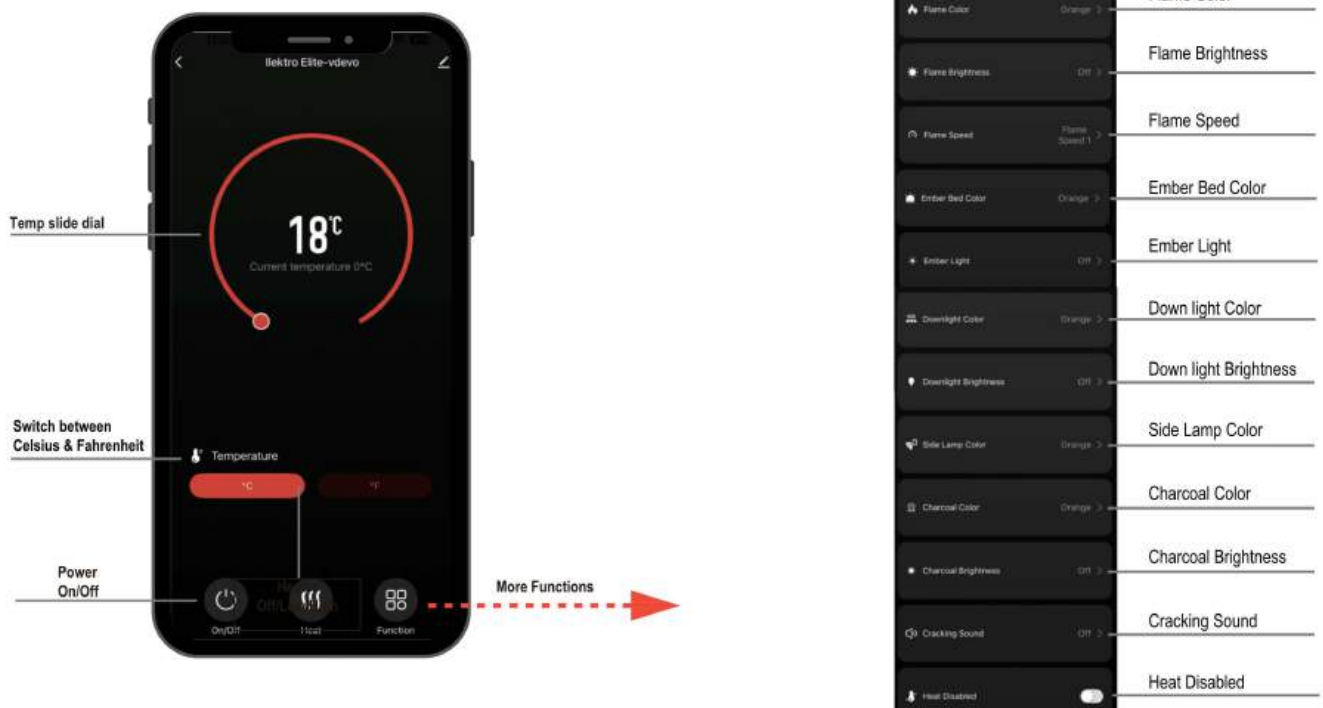 Ilektro Elite-vdevo
18°C
Current temperature 0°C
Temp slide dial
Switch between
Celsius & Fahrenheit
Temperature
°C
°F
Power
On/Off
On/Off
Heat
Function
More Functions
Flame Color
Orange
Flame Brightness
Off
Flame Brightness
Flame Speed
Flame
Speed 1
Flame Speed
Ember Bed Color
Orange
Ember Bed Color
Ember Light
Off
Ember Light
Downlight Color
Orange
Down light Color
Downlight Brightness
Off
Down light Brightness
Side Lamp Color
Orange
Side Lamp Color
Charcoal Color
Orange
Charcoal Color
Charcoal Brightness
Off
Charcoal Brightness
Cracking Sound
Off
Cracking Sound
Heat Disabled
Heat Disabled